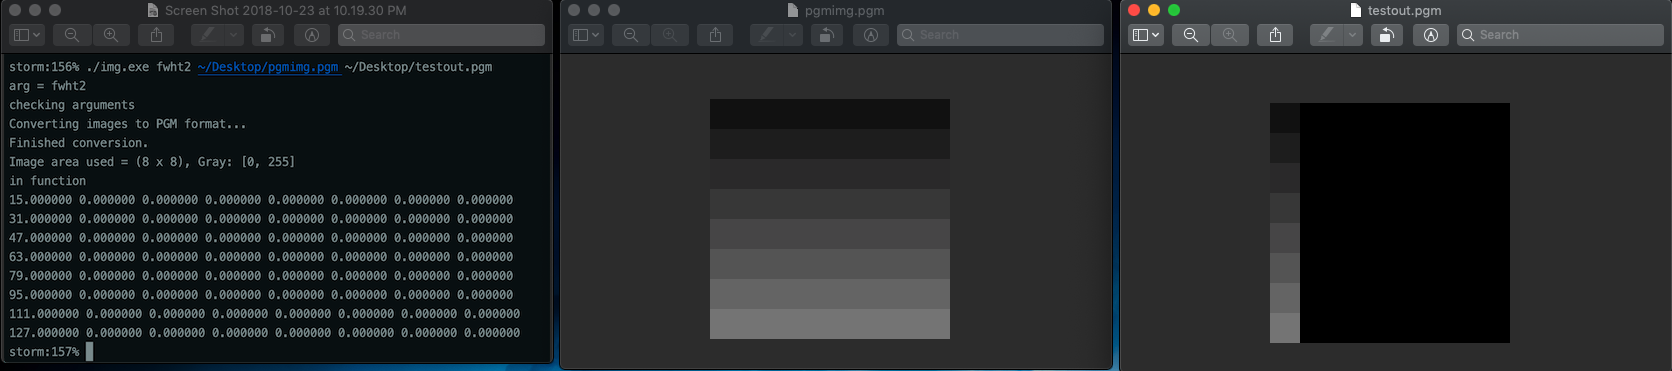 Screen Shot 2018-10-23 at 10.19.30 PM
Search
storm:156% ./img.exe fwht2 ~/Desktop/pgmimg.pgm ~/Desktop/testout.pgm
arg = fwht2
checking arguments
Converting images to PGM format...
Finished conversion.
Image area used = (8 x 8), Gray: [0, 255]
in function
15.000000 0.000000 0.000000 0.000000 0.000000 0.000000 0.000000 0.000000
31.000000 0.000000 0.000000 0.000000 0.000000 0.000000 0.000000 0.000000
47.000000 0.000000 0.000000 0.000000 0.000000 0.000000 0.000000 0.000000
63.000000 0.000000 0.000000 0.000000 0.000000 0.000000 0.000000 0.000000
79.000000 0.000000 0.000000 0.000000 0.000000 0.000000 0.000000 0.000000
95.000000 0.000000 0.000000 0.000000 0.000000 0.000000 0.000000 0.000000
111.000000 0.000000 0.000000 0.000000 0.000000 0.000000 0.000000 0.000000
127.000000 0.000000 0.000000 0.000000 0.000000 0.000000 0.000000 0.000000
storm:157%
pgmimg.pgm
Search
testout.pgm
Search